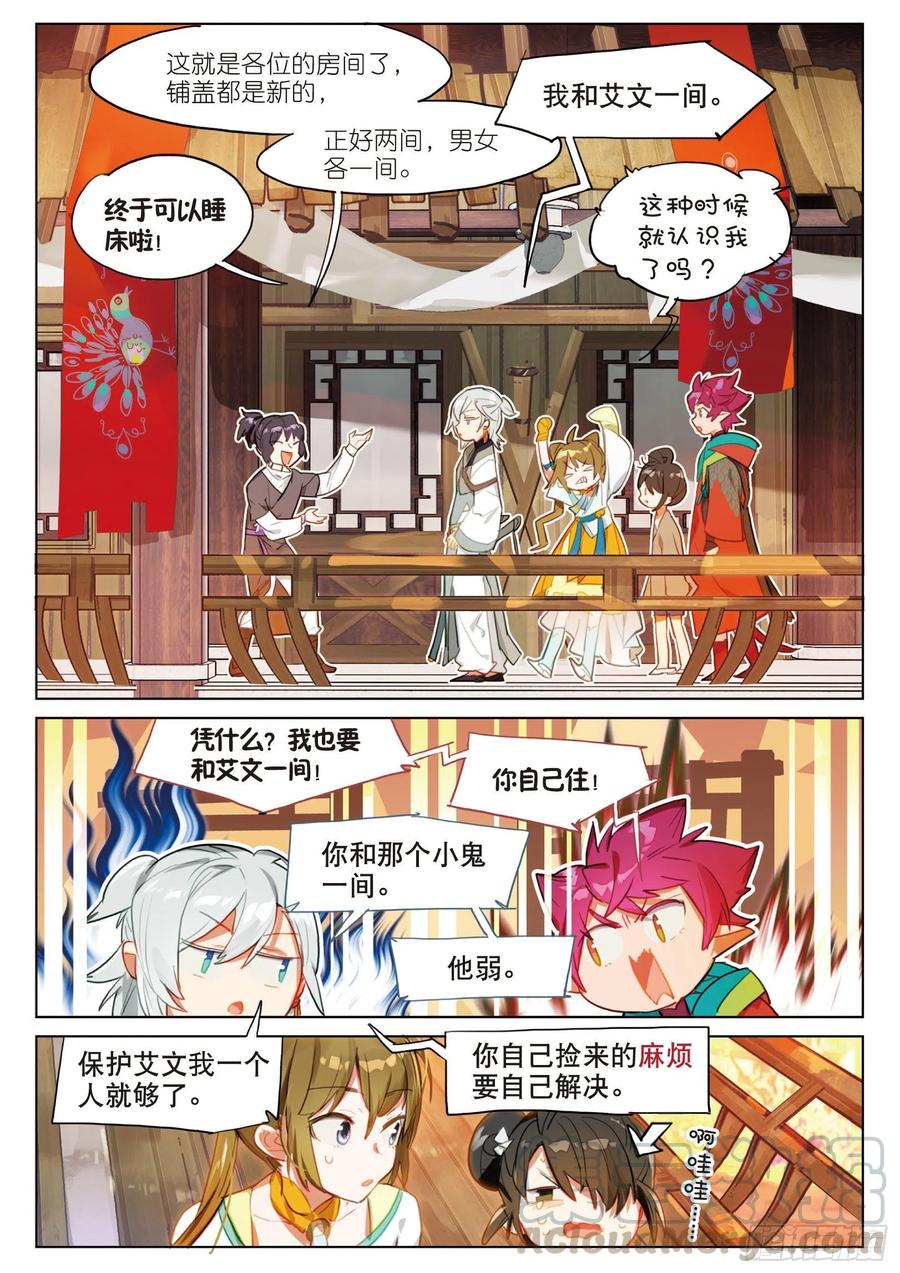 这就是各位的房间了，
铺盖都是新的，
正好两间，男女
各一间。
我和艾文一间。
终于可以睡
床啦！
这种时候
就认识我
了吗？
凭什么？我也要
和艾文一间！
你自己住！
你和那个小鬼
一间。
他弱。
保护艾文我一个
人就够了。
你自己捡来的麻烦
要自己解决。
啊
哇
哇
……
AcloudMerge.com